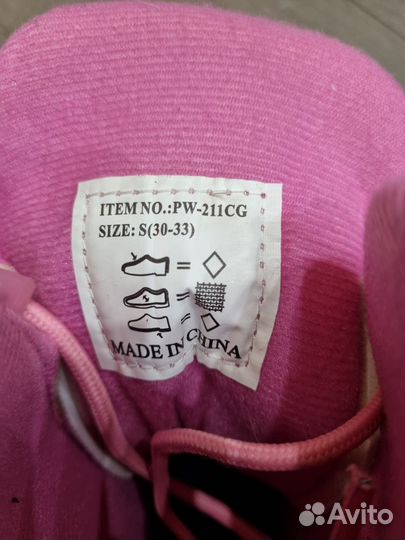 ITEM NO.:PW-211CG
SIZE: S(30-33)
=
=
=
MADE IN CHINA
Avito